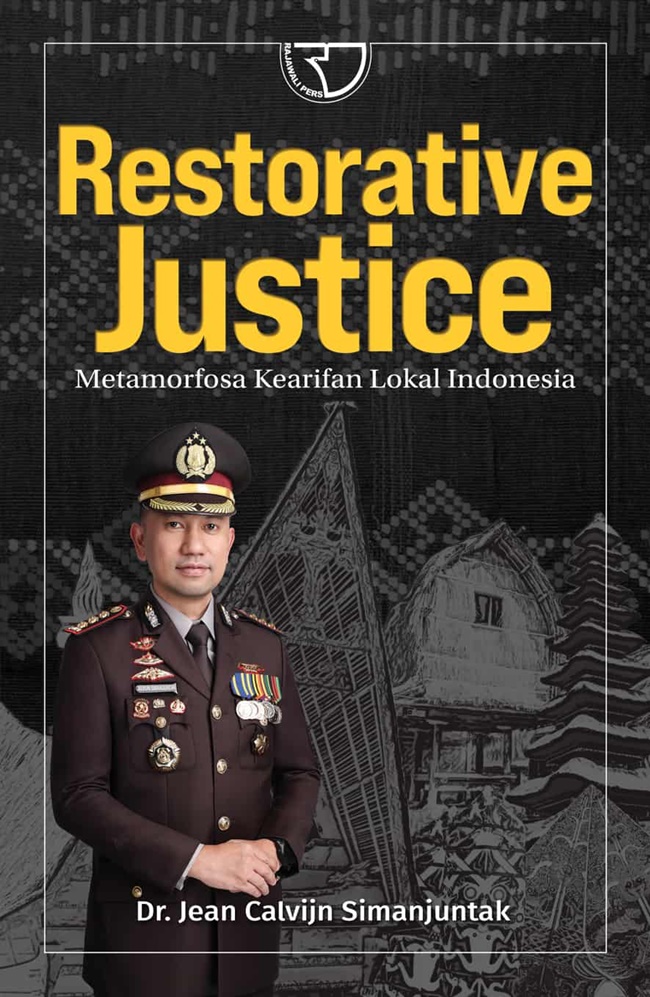 RAJAWALI PERS
Restorative
Justice
Metamorfosa Kearifan Lokal Indonesia
Dr. Jean Calvijn Simanjuntak